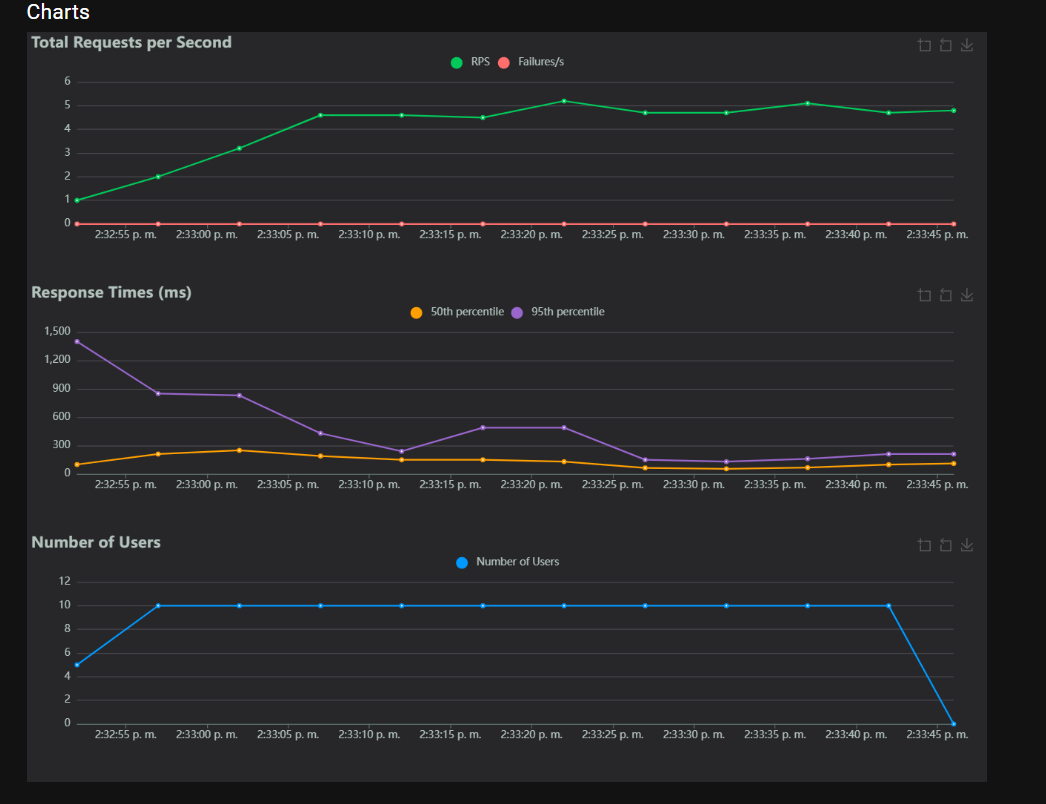 Charts
Total Requests per Second
RPS Failures/s
6
5
4
3
2
1
0
2:32:55 p. m. 2:33:00 p. m. 2:33:05 p. m. 2:33:10 p. m. 2:33:15 p. m. 2:33:20 p. m. 2:33:25 p. m. 2:33:30 p. m. 2:33:35 p. m. 2:33:40 p. m. 2:33:45 p. m.
Response Times (ms)
50th percentile 95th percentile
1,500
1,200
900
600
300
0
2:32:55 p. m. 2:33:00 p. m. 2:33:05 p. m. 2:33:10 p. m. 2:33:15 p. m. 2:33:20 p. m. 2:33:25 p. m. 2:33:30 p. m. 2:33:35 p. m. 2:33:40 p. m. 2:33:45 p. m.
Number of Users
Number of Users
12
10
8
6
4
2
0
2:32:55 p. m. 2:33:00 p. m. 2:33:05 p. m. 2:33:10 p. m. 2:33:15 p. m. 2:33:20 p. m. 2:33:25 p. m. 2:33:30 p. m. 2:33:35 p. m. 2:33:40 p. m. 2:33:45 p. m.